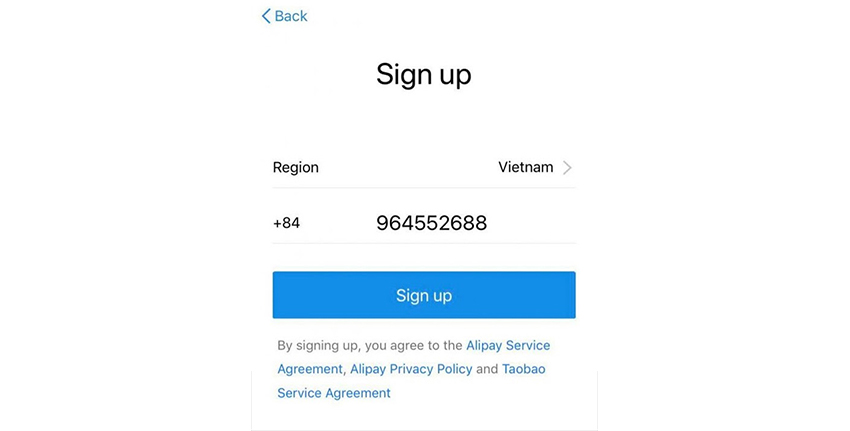 Back
Sign up
Region Vietnam
+84 964552688
Sign up
By signing up, you agree to the Alipay Service
Agreement, Alipay Privacy Policy and Taobao
Service Agreement